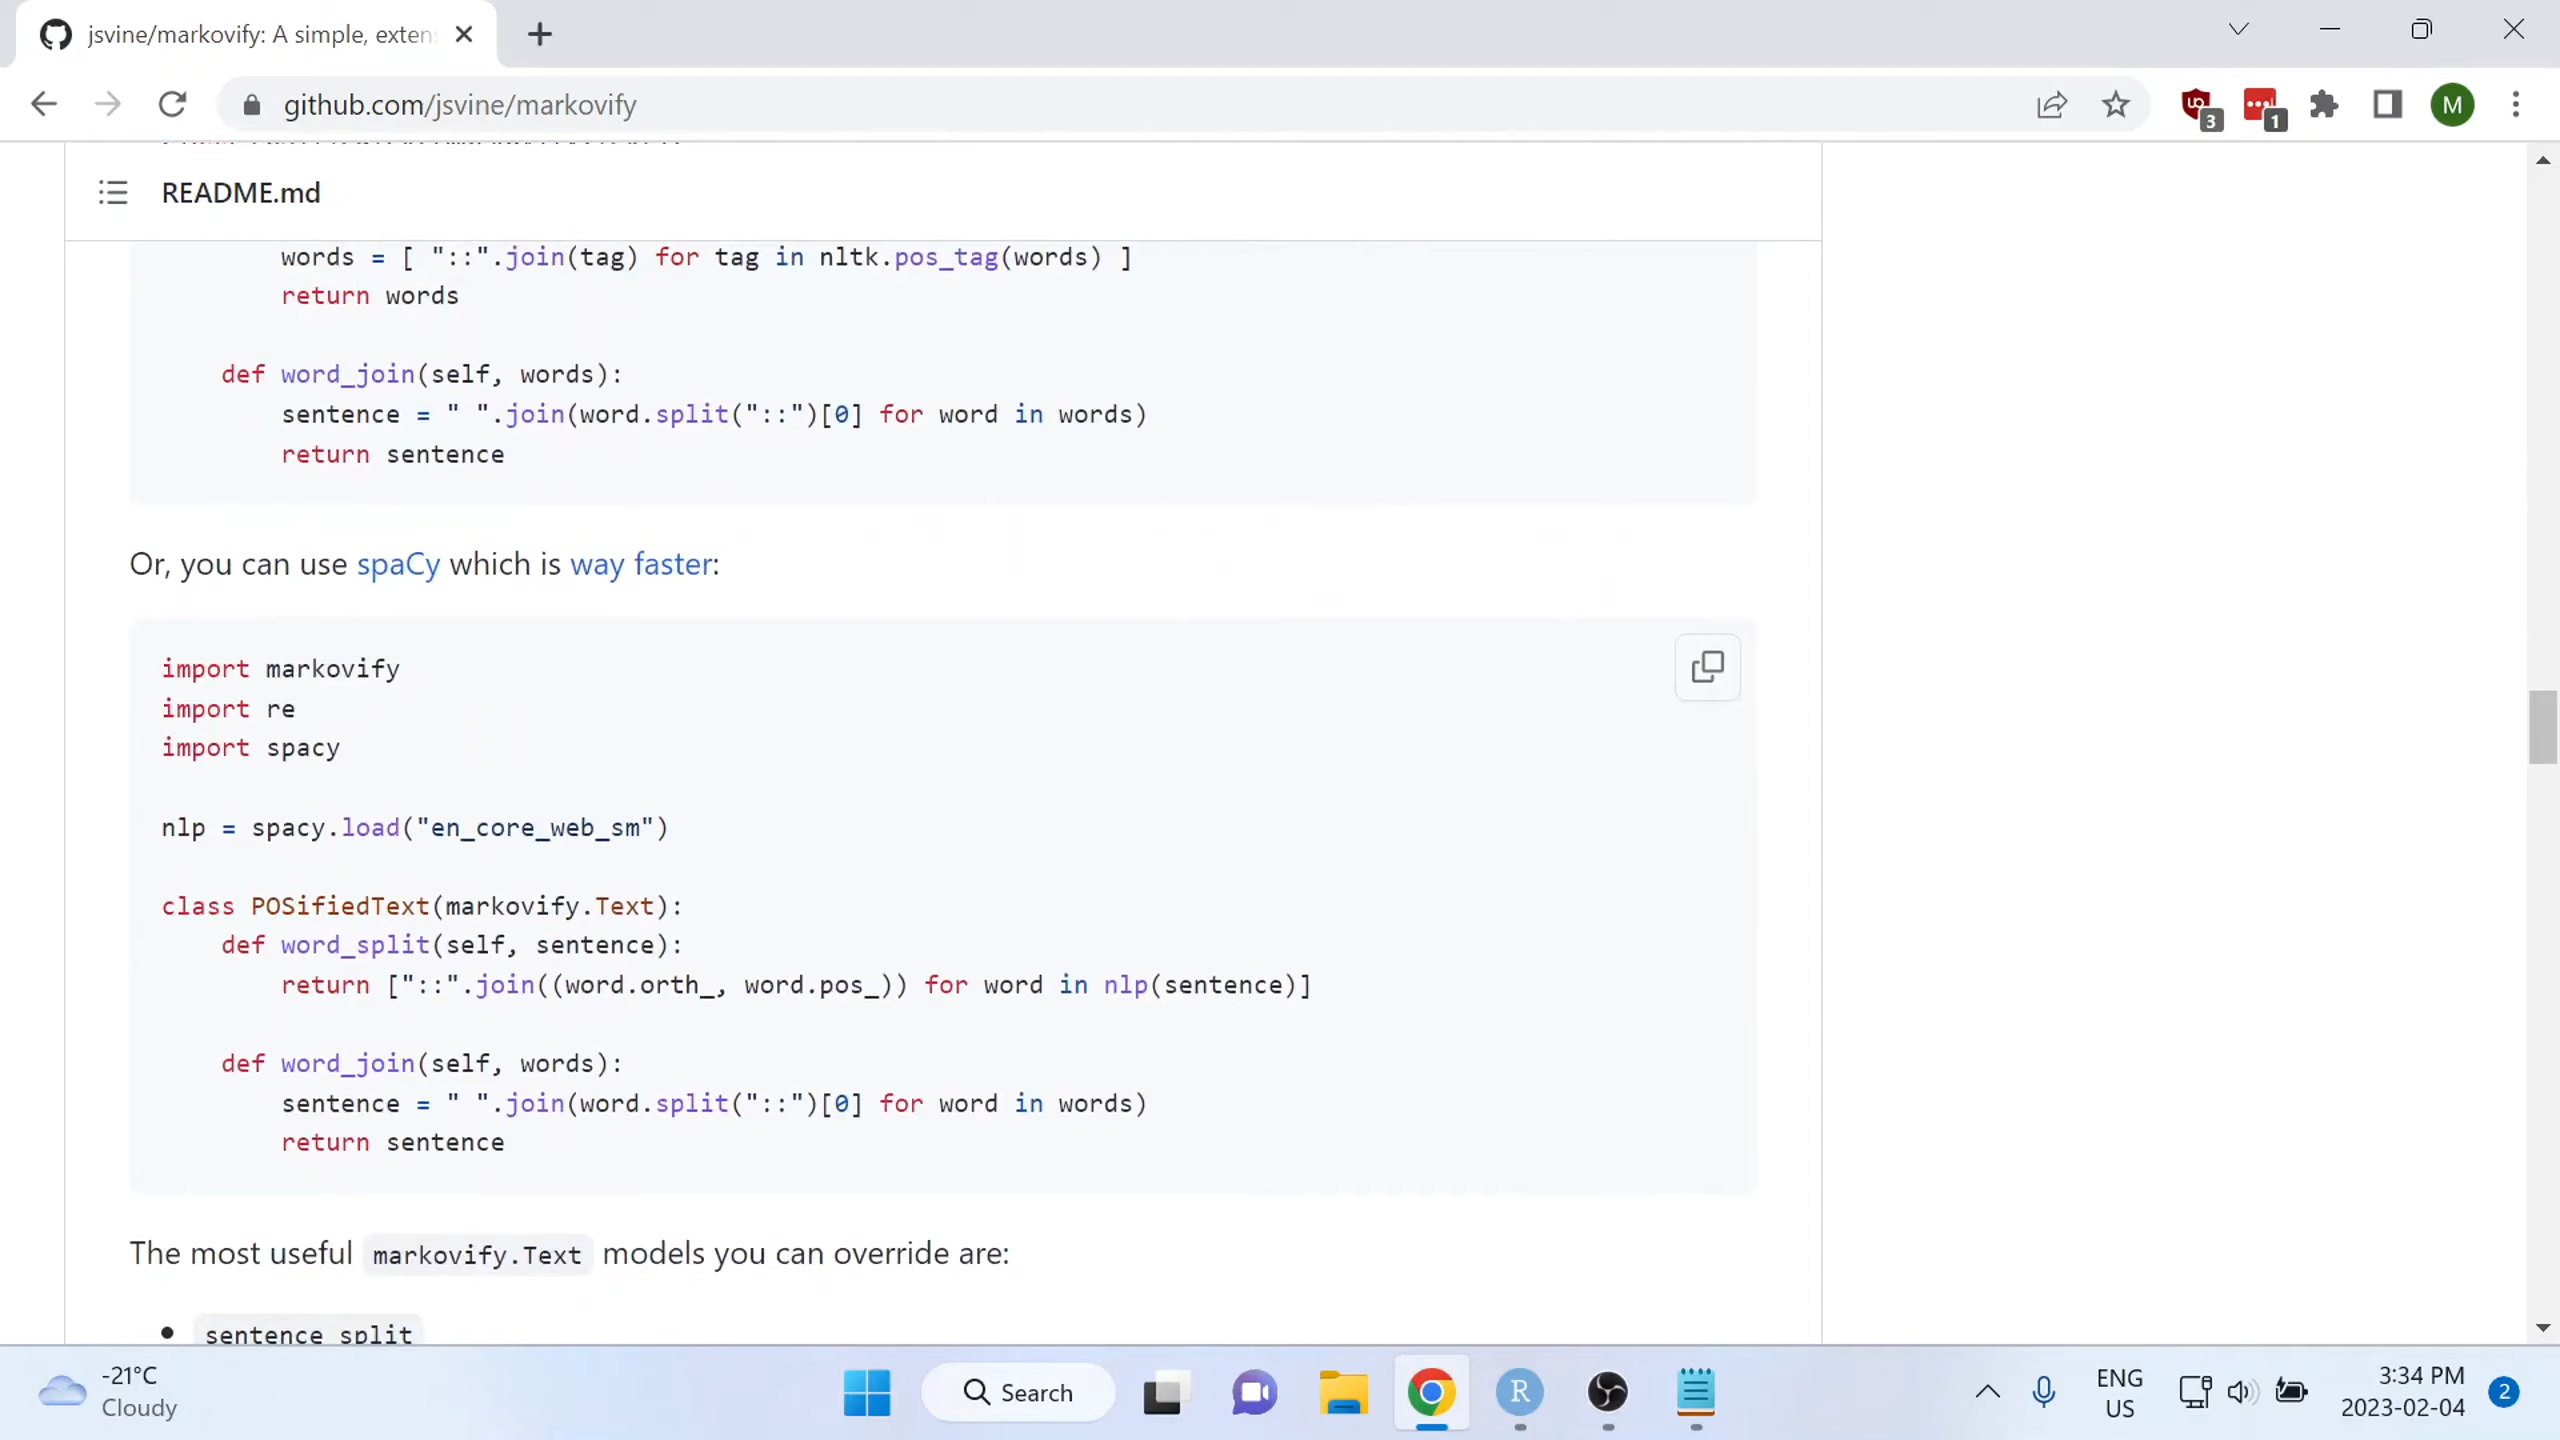 jsvine/markovify: A simple, exten
github.com/jsvine/markovify
3
1
M
README.md
words = [ "::".join(tag) for tag in nltk.pos_tag(words) ]
return words
def word_join(self, words):
sentence = " ".join(word.split("::")[0] for word in words)
return sentence
Or, you can use spaCy which is way faster:
import markovify
import re
import spacy
nlp = spacy.load("en_core_web_sm")
class POSifiedText(markovify.Text):
def word_split(self, sentence):
return ["::".join((word.orth_, word.pos_)) for word in nlp(sentence)]
def word_join(self, words):
sentence = " ".join(word.split("::")[0] for word in words)
return sentence
The most useful markovify.Text models you can override are:
• sentence_split
-21°C
Cloudy
Search
R
ENG
US
3:34 PM
2023-02-04
2